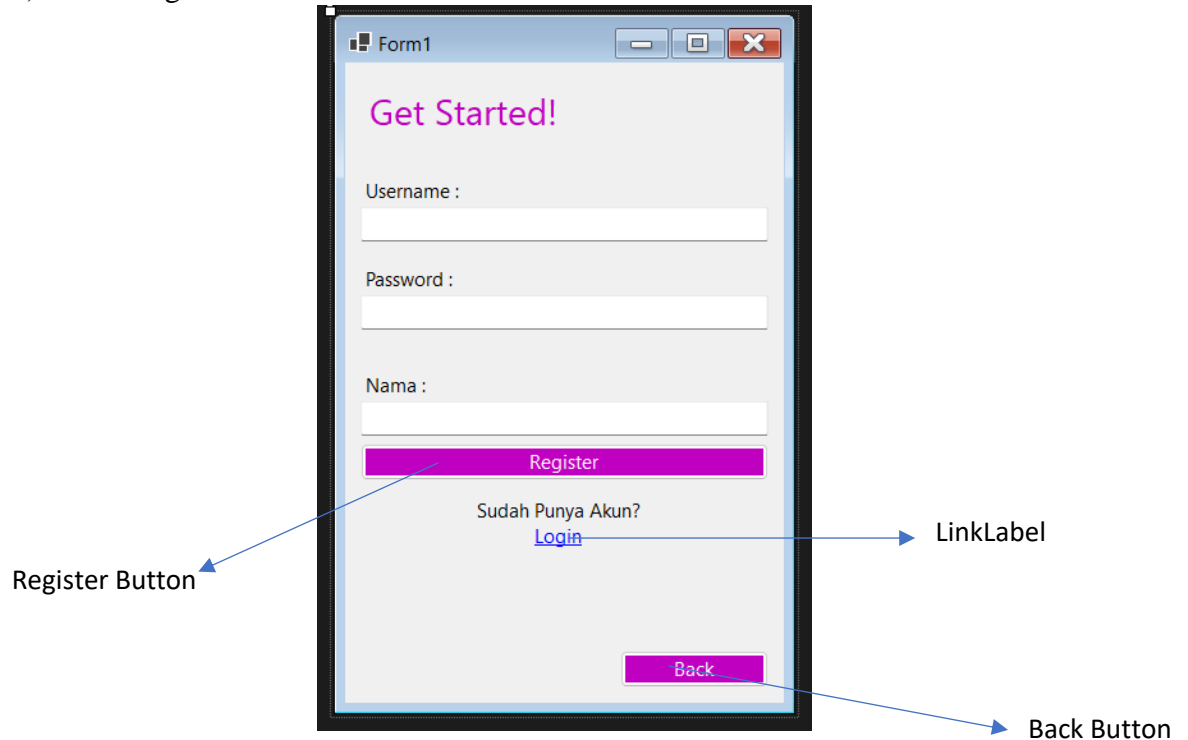 Form1
Get Started!
Username :
Password :
Nama :
Register
Sudah Punya Akun?
Login
LinkLabel
Register Button
Back
Back Button